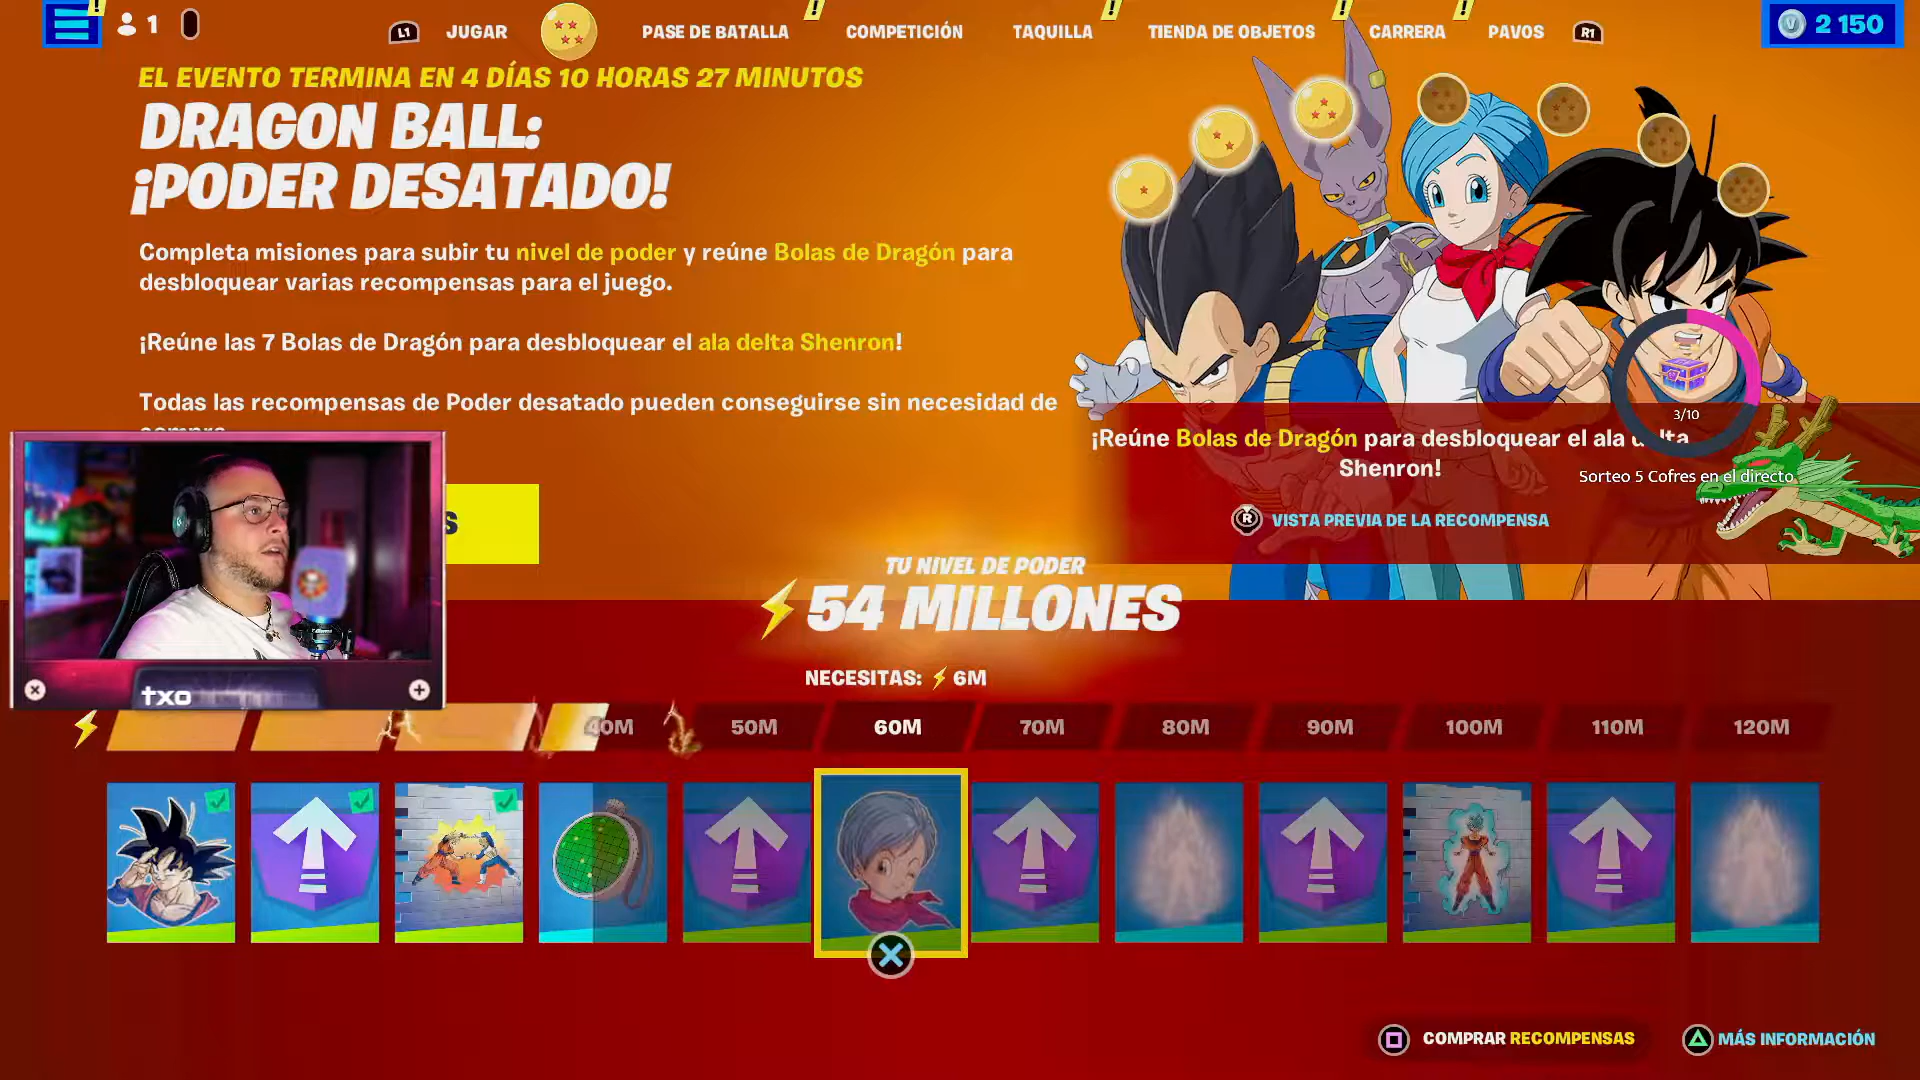 !
1
L1
JUGAR
PASE DE BATALLA
!
COMPETICIÓN
TAQUILLA
!
TIENDA DE OBJETOS
!
CARRERA
!
PAVOS
R1
V 2 150
EL EVENTO TERMINA EN 4 DÍAS 10 HORAS 27 MINUTOS
DRAGON BALL:
¡PODER DESATADO!
Completa misiones para subir tu nivel de poder y reúne Bolas de Dragón para
desbloquear varias recompensas para el juego.
¡Reúne las 7 Bolas de Dragón para desbloquear el ala delta Shenron!
Todas las recompensas de Poder desatado pueden conseguirse sin necesidad de
S
3/10
¡Reúne Bolas de Dragón para desbloquear el ala delta
Shenron!
Sorteo 5 Cofres en el directo
R VISTA PREVIA DE LA RECOMPENSA
TU NIVEL DE PODER
54 MILLONES
NECESITAS: 6M
txo
40M
50M
60M
70M
80M
90M
100M
110M
120M
COMPRAR RECOMPENSAS
MÁS INFORMACIÓN